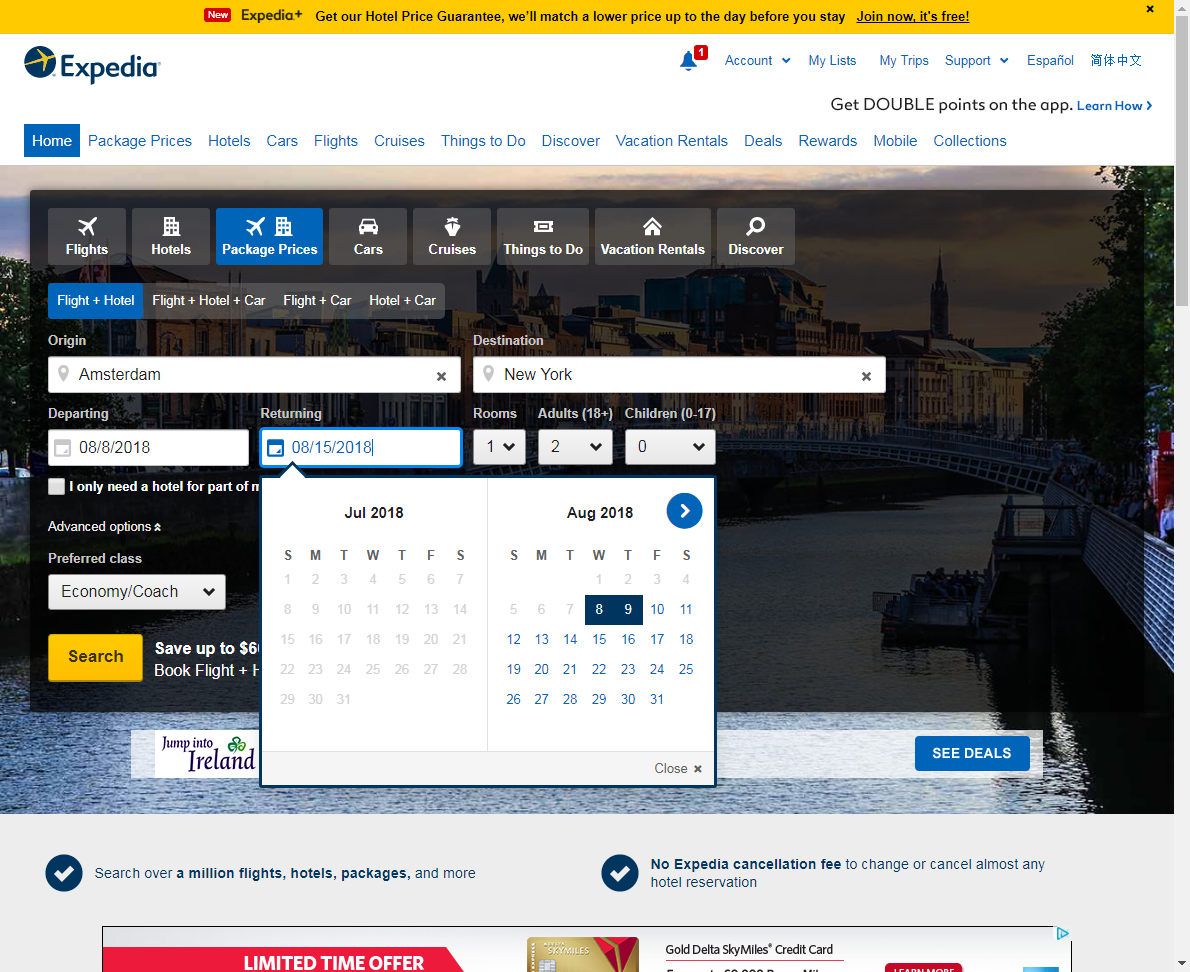 New Expedia+ Get our Hotel Price Guarantee, we'll match a lower price up to the day before you stay Join now, it's free!
Expedia
1 Account My Lists My Trips Support Español 简体中文
Get DOUBLE points on the app. Learn How
Home Package Prices Hotels Cars Flights Cruises Things to Do Discover Vacation Rentals Deals Rewards Mobile Collections
Flights Hotels Package Prices Cars Cruises Things to Do Vacation Rentals Discover
Flight + Hotel Flight + Hotel + Car Flight + Car Hotel + Car
Origin Destination
Amsterdam New York
Departing Returning Rooms Adults (18+) Children (0-17)
08/8/2018 08/15/2018 1 2 0
I only need a hotel for part of m
Advanced options
Preferred class
Economy/Coach
Search
Save up to $6
Book Flight + H
Jul 2018
S M T W T F S
1 2 3 4 5 6 7
8 9 10 11 12 13 14
15 16 17 18 19 20 21
22 23 24 25 26 27 28
29 30 31
Aug 2018
S M T W T F S
1 2 3 4
5 6 7 8 9 10 11
12 13 14 15 16 17 18
19 20 21 22 23 24 25
26 27 28 29 30 31
Close
Jump into
Ireland
SEE DEALS
Search over a million flights, hotels, packages, and more
No Expedia cancellation fee to change or cancel almost any
hotel reservation
LIMITED TIME OFFER
SKYMILES
Gold Delta SkyMiles® Credit Card
LEARN MORE